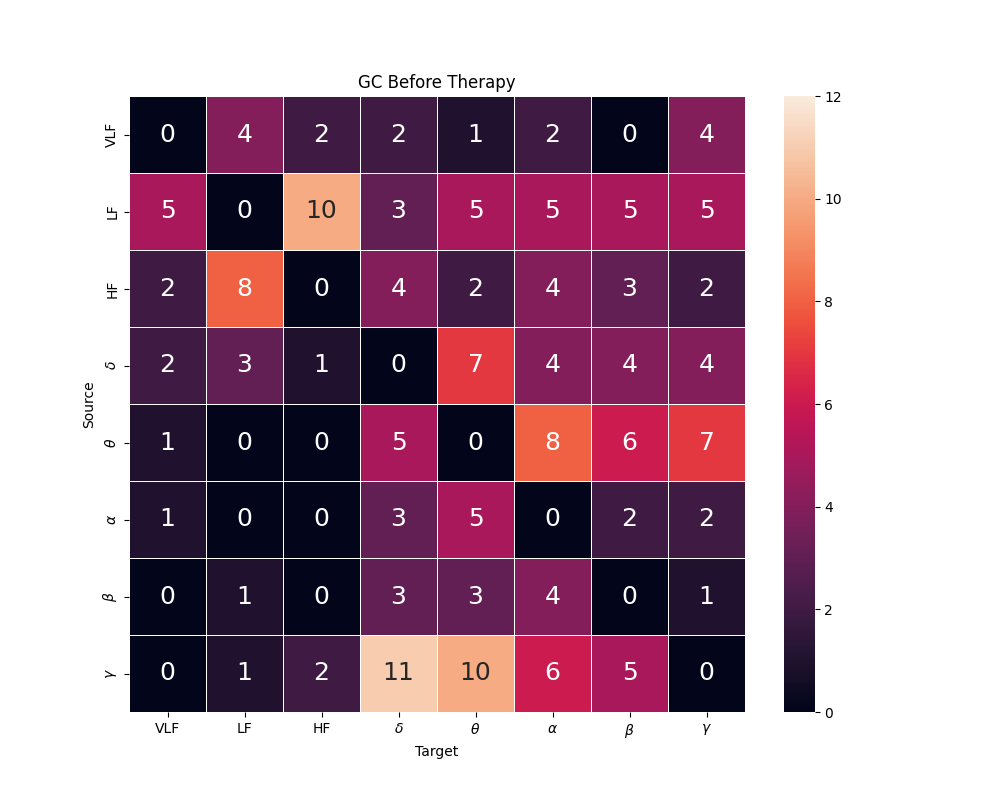 GC Before Therapy
VLF 0 4 2 2 1 2 0 4
LF 5 0 10 3 5 5 5 5
HF 2 8 0 4 2 4 3 2
δ 2 3 1 0 7 4 4 4
θ 1 0 0 5 0 8 6 7
α 1 0 0 3 5 0 2 2
β 0 1 0 3 3 4 0 1
γ 0 1 2 11 10 6 5 0
VLF LF HF δ θ α β γ
Source
Target
12
10
8
6
4
2
0